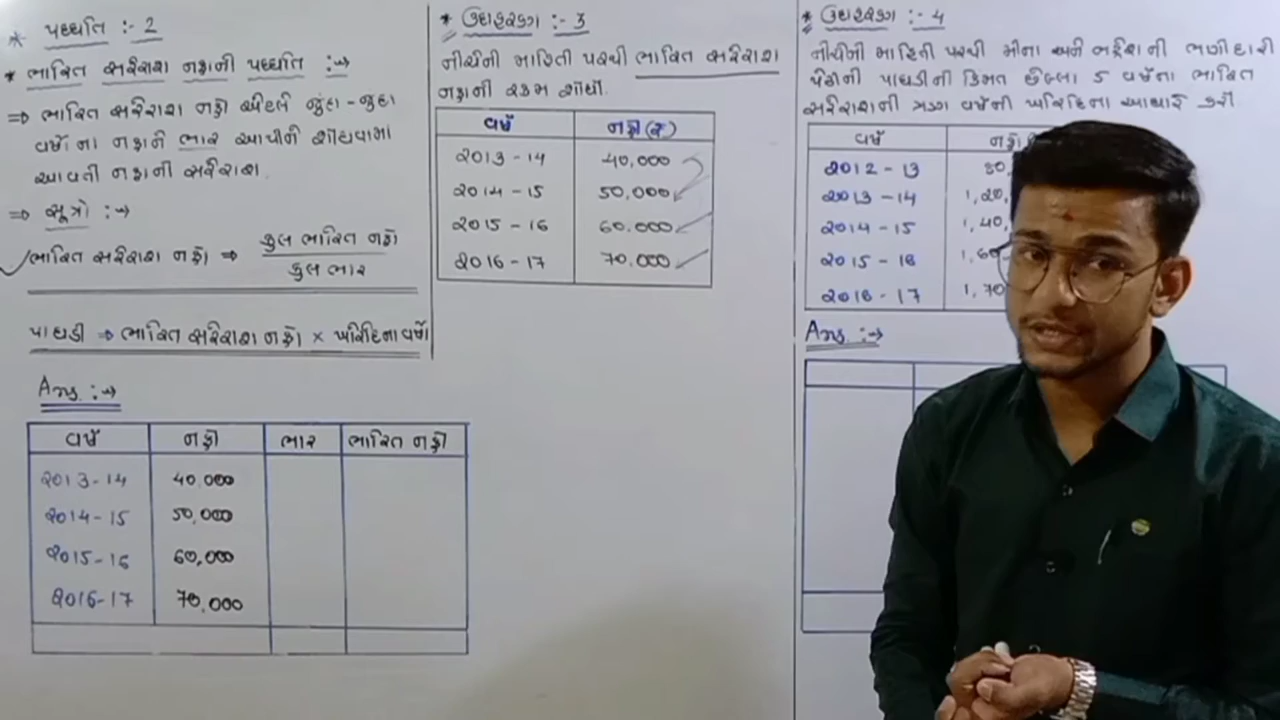 * પધ્ધતિ :- 2
* ભારિત સરેરાશ નફાની પધ્ધતિ :→
⇒ ભારિત સરેરાશ નફો એટલે જુદા - જુદા
વર્ષોના નફાને ભાર આપીને શોધવામાં
આવતી નફાની સરેરાશ.
⇒ સૂત્રો :→
ભારિત સરેરાશ નફો ⇒ કુલ ભારિત નફો
કુલ ભાર
પાઘડી ⇒ ભારિત સરેરાશ નફો × ખરીદીના વર્ષો
* ઉદાહરણ :- 3
નીચેની માહિતી પરથી ભારિત સરેરાશ
નફાની રકમ શોધો.
વર્ષ નફો (₹)
2013 - 14 40,000
2014 - 15 50,000
2015 - 16 60,000
2016 - 17 70,000
Ans :→
વર્ષ નફો ભાર ભારિત નફો
2013 - 14 40,000
2014 - 15 50,000
2015 - 16 60,000
2016 - 17 70,000
* ઉદાહરણ :- 4
નીચેની માહિતી પરથી મીના અને ની ભાગીદારી
પેઢીની પાઘડીની કિંમત છેલ્લા 5 વર્ષના ભારિત
સરેરાશની ત્રણ વર્ષની ખરીદીના આધારે કરો.
વર્ષ
2012 - 13
2013 - 14
2014 - 15
2015 - 16
2016 - 17
Ans :→